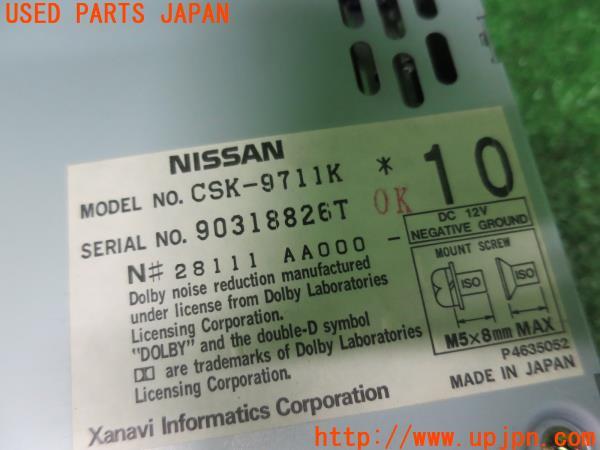 USED PARTS JAPAN
NISSAN
MODEL NO. CSK-9711K *
SERIAL NO. 90318826T OK
10
N# 28111 AA000 -
DC 12V
NEGATIVE GROUND
MOUNT SCREW
ISO ISO
M5×8mm MAX
P4635052
Dolby noise reduction manufactured
under license from Dolby Laboratories
Licensing Corporation.
"DOLBY" and the double-D symbol
are trademarks of Dolby Laboratories
Licensing Corporation.
MADE IN JAPAN
Xanavi Informatics Corporation
www.upjpn.com